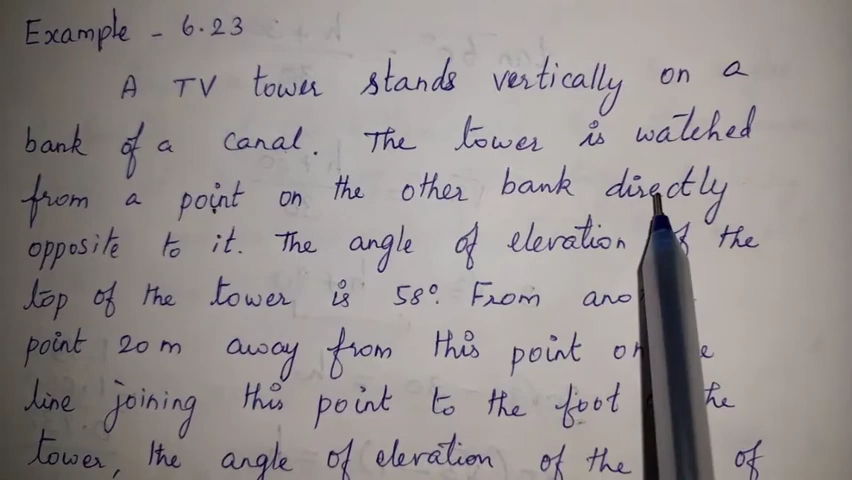 Example - 6.23
A TV tower stands vertically on a
bank of a canal. The tower is watched
from a point on the other bank directly
opposite to it. The angle of elevation the
top of the tower is 58°. From
point 20 m away from this point
line joining this point to the foot
tower, the angle of elevation of the of